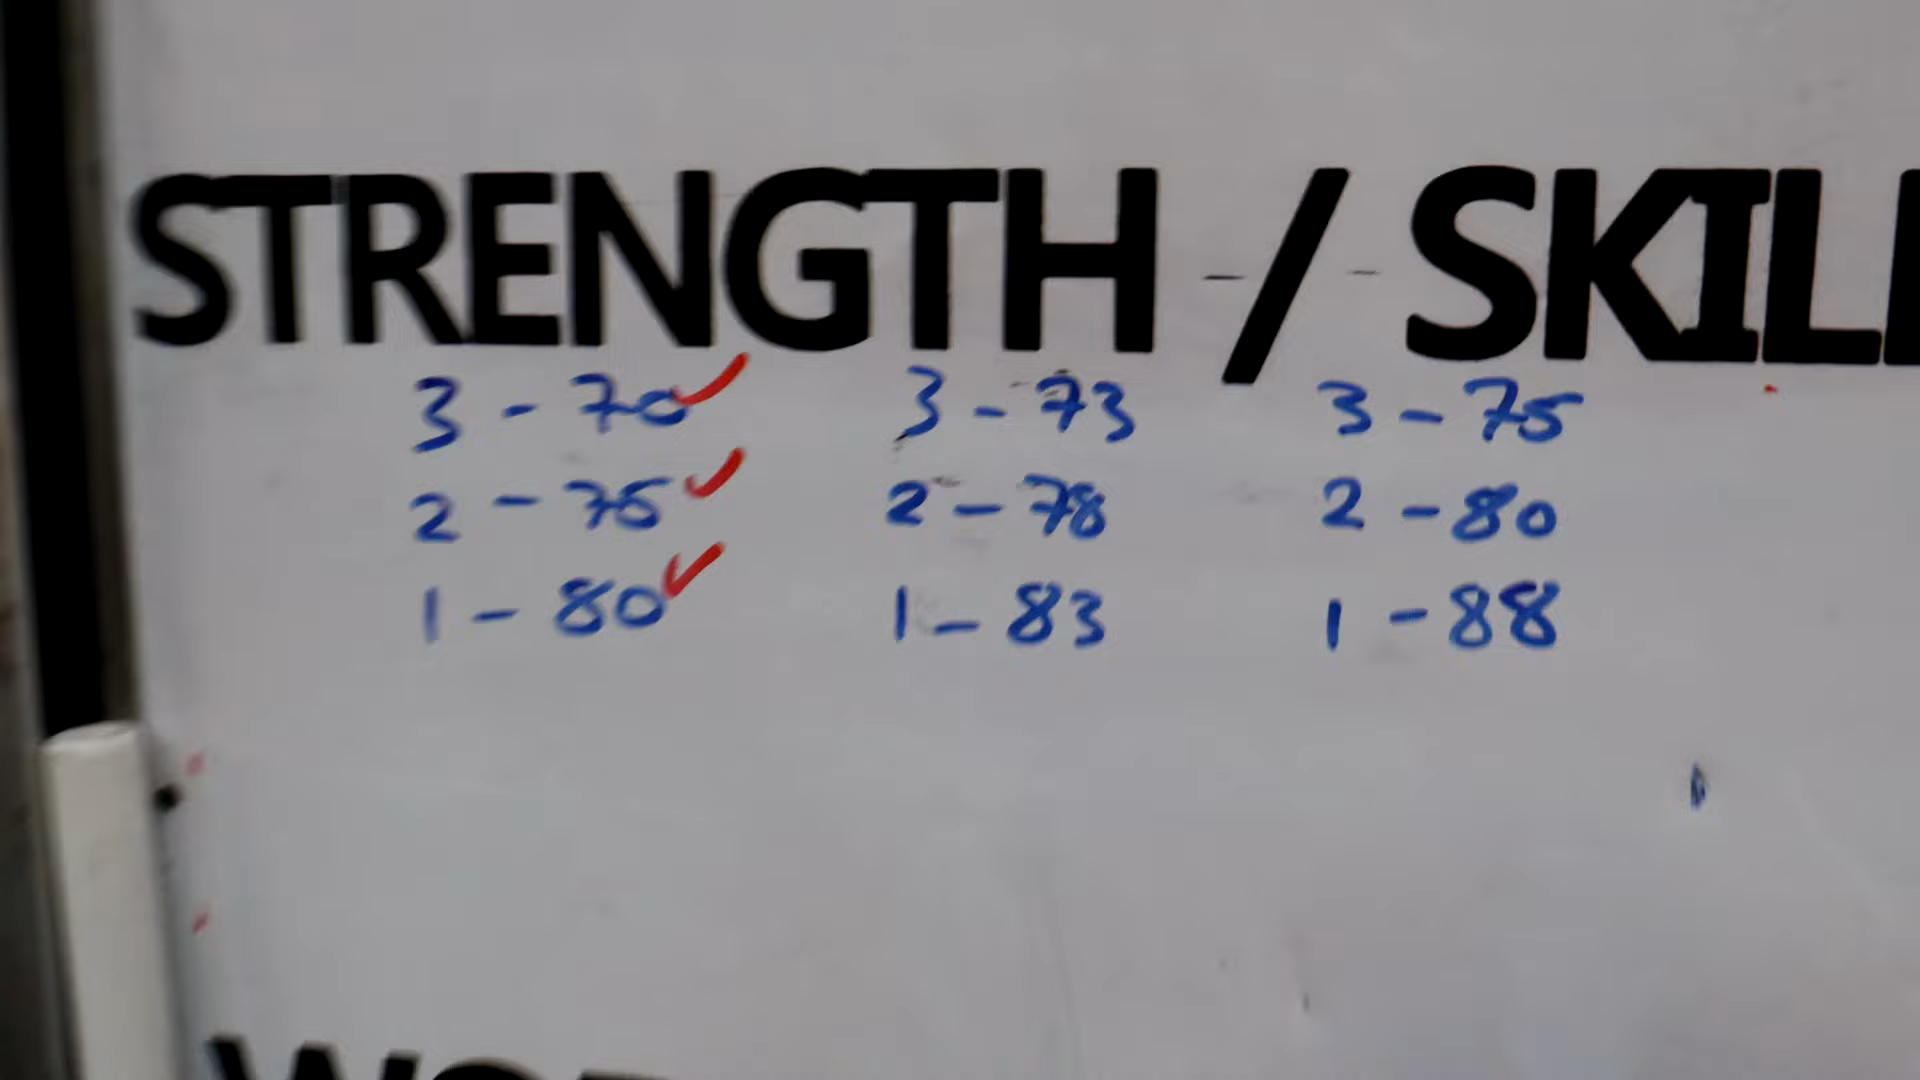 STRENGTH / SKILL
3 - 70✓ 3 - 73 3 - 75
2 - 75✓ 2 - 78 2 - 80
1 - 80✓ 1 - 83 1 - 88